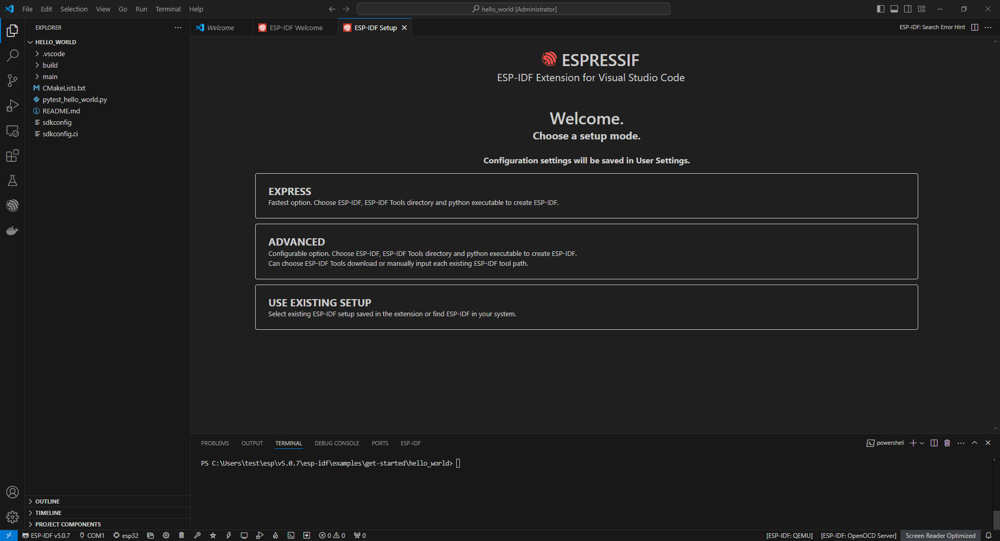 File Edit Selection View Go Run Terminal Help
hello_world [Administrator]
EXPLORER
HELLO_WORLD
.vscode
build
main
CMakeLists.txt
pytest_hello_world.py
README.md
sdkconfig
sdkconfig.ci
OUTLINE
TIMELINE
PROJECT COMPONENTS
Welcome
ESP-IDF Welcome
ESP-IDF Setup
ESP-IDF: Search Error Hint
ESPRESSIF
ESP-IDF Extension for Visual Studio Code
Welcome.
Choose a setup mode.
Configuration settings will be saved in User Settings.
EXPRESS
Fastest option. Choose ESP-IDF, ESP-IDF Tools directory and python executable to create ESP-IDF.
ADVANCED
Configurable option. Choose ESP-IDF, ESP-IDF Tools directory and python executable to create ESP-IDF.
Can choose ESP-IDF Tools download or manually input each existing ESP-IDF tool path.
USE EXISTING SETUP
Select existing ESP-IDF setup saved in the extension or find ESP-IDF in your system.
PROBLEMS OUTPUT TERMINAL DEBUG CONSOLE PORTS ESP-IDF
powershell
PS C:\Users\test\esp\v5.0.7\esp-idf\examples\get-started\hello_world>
ESP-IDF v5.0.7 COM1 esp32 0 0 0 [ESP-IDF: QEMU] [ESP-IDF: OpenOCD Server] Screen Reader Optimized